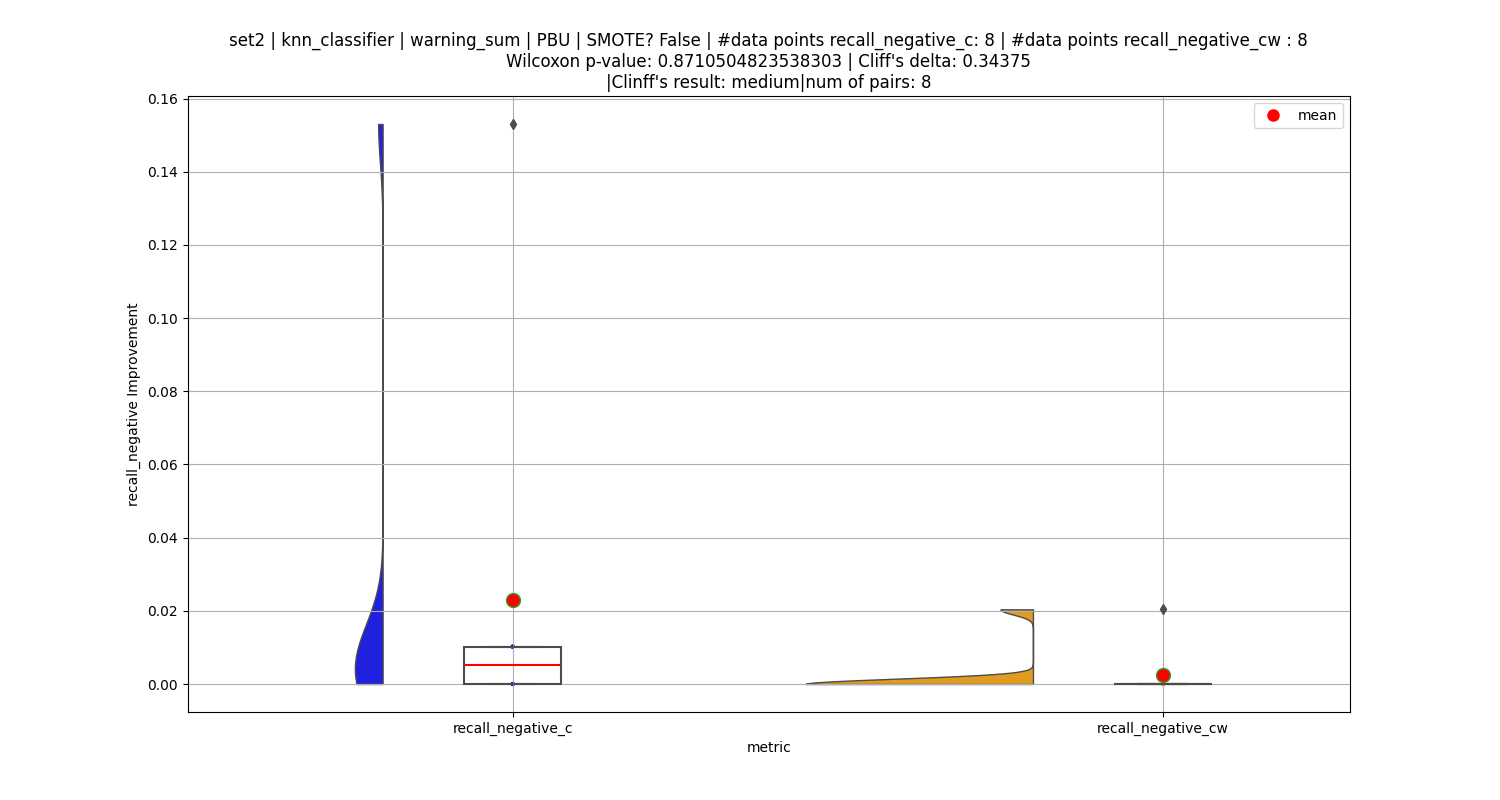 set2 | knn_classifier | warning_sum | PBU | SMOTE? False | #data points recall_negative_c: 8 | #data points recall_negative_cw : 8
Wilcoxon p-value: 0.8710504823538303 | Cliff's delta: 0.34375
|Clinff's result: medium|num of pairs: 8
mean
0.16
0.14
0.12
0.10
0.08
0.06
0.04
0.02
0.00
recall_negative Improvement
recall_negative_c
recall_negative_cw
metric